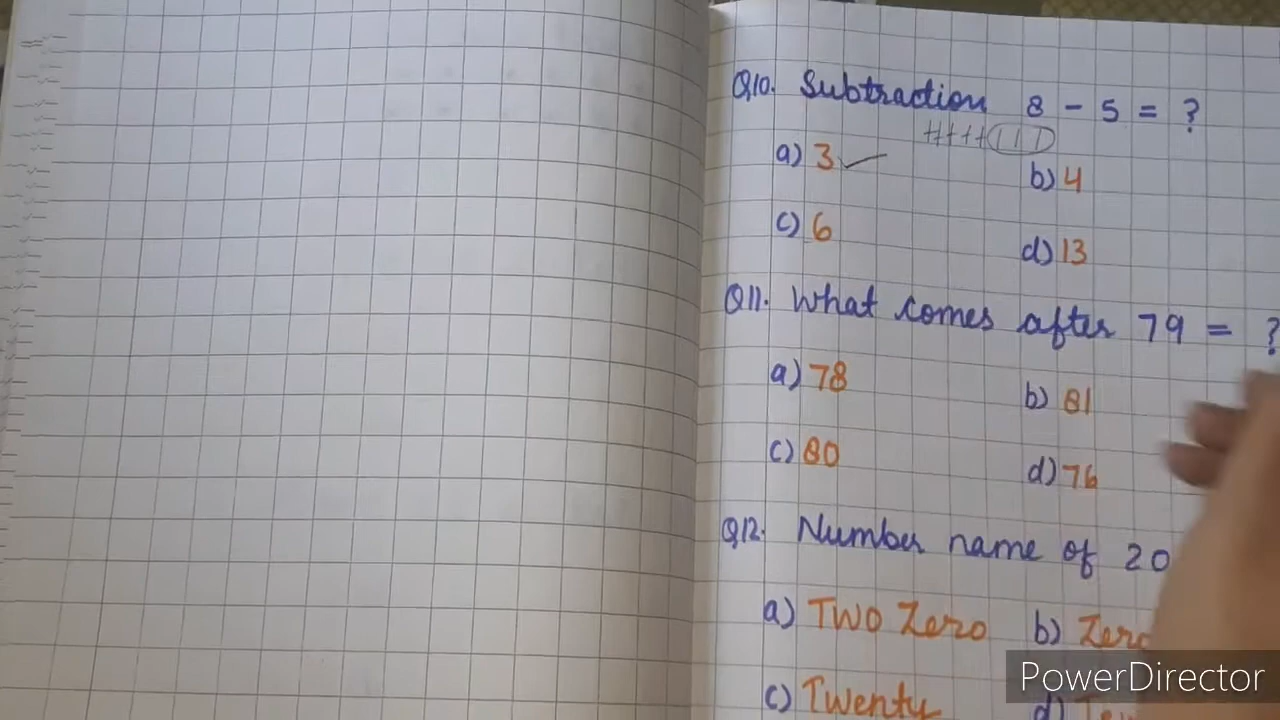 Q10. Subtraction 8 - 5 = ?
a) 3 ✓ b) 4
c) 6 d) 13
Q11. What comes after 79 = ?
a) 78 b) 81
c) 80 d) 76
Q12. Number name of 20
a) Two Zero b) Zero
c) Twenty d)
PowerDirector